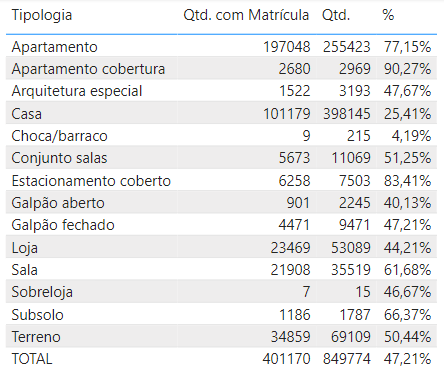 Tipologia Qtd. com Matrícula Qtd. %
Apartamento 197048 255423 77,15%
Apartamento cobertura 2680 2969 90,27%
Arquitetura especial 1522 3193 47,67%
Casa 101179 398145 25,41%
Choca/barraco 9 215 4,19%
Conjunto salas 5673 11069 51,25%
Estacionamento coberto 6258 7503 83,41%
Galpão aberto 901 2245 40,13%
Galpão fechado 4471 9471 47,21%
Loja 23469 53089 44,21%
Sala 21908 35519 61,68%
Sobreloja 7 15 46,67%
Subsolo 1186 1787 66,37%
Terreno 34859 69109 50,44%
TOTAL 401170 849774 47,21%